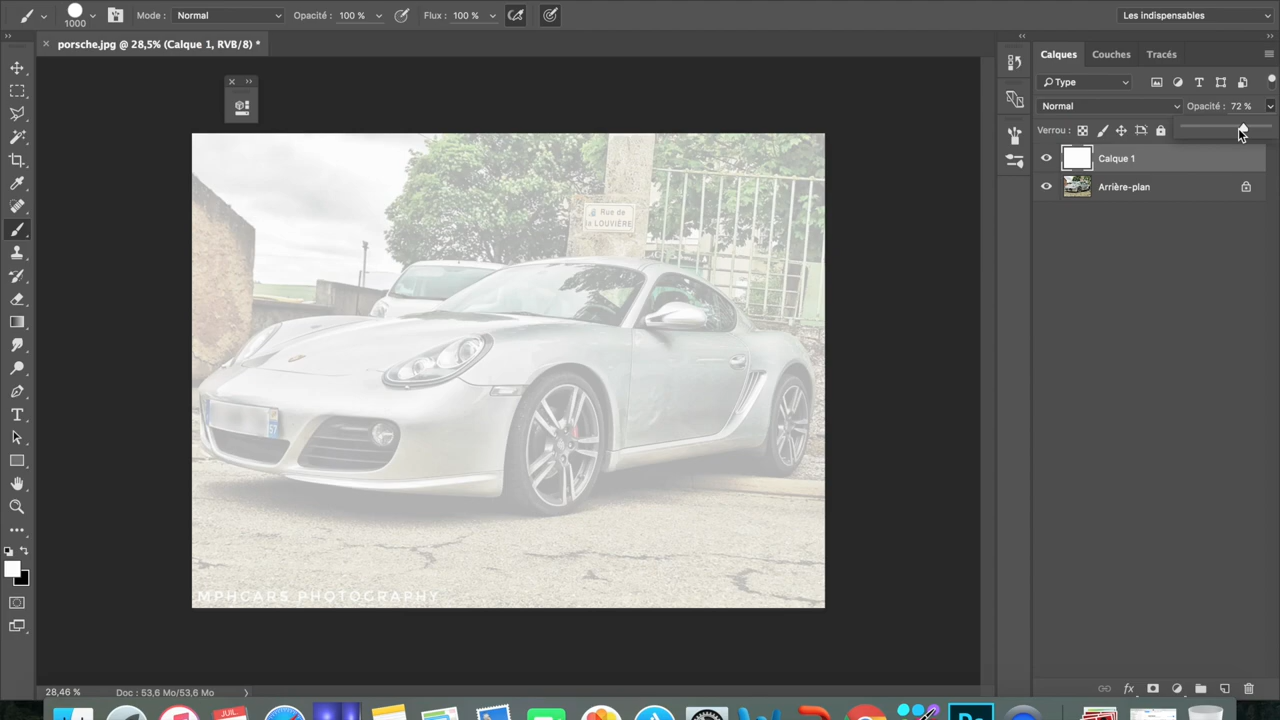 1000
Mode : Normal
Opacité : 100 %
Flux : 100 %
Les indispensables
porsche.jpg @ 28,5% (Calque 1, RVB/8) *
Calques
Couches
Tracés
Type
Normal
Opacité : 72 %
Verrou :
Calque 1
Arrière-plan
Rue de
la LOUVIÈRE
MPHCARS PHOTOGRAPHY
28,46 %
Doc : 53,6 Mo/53,6 Mo
JUIL